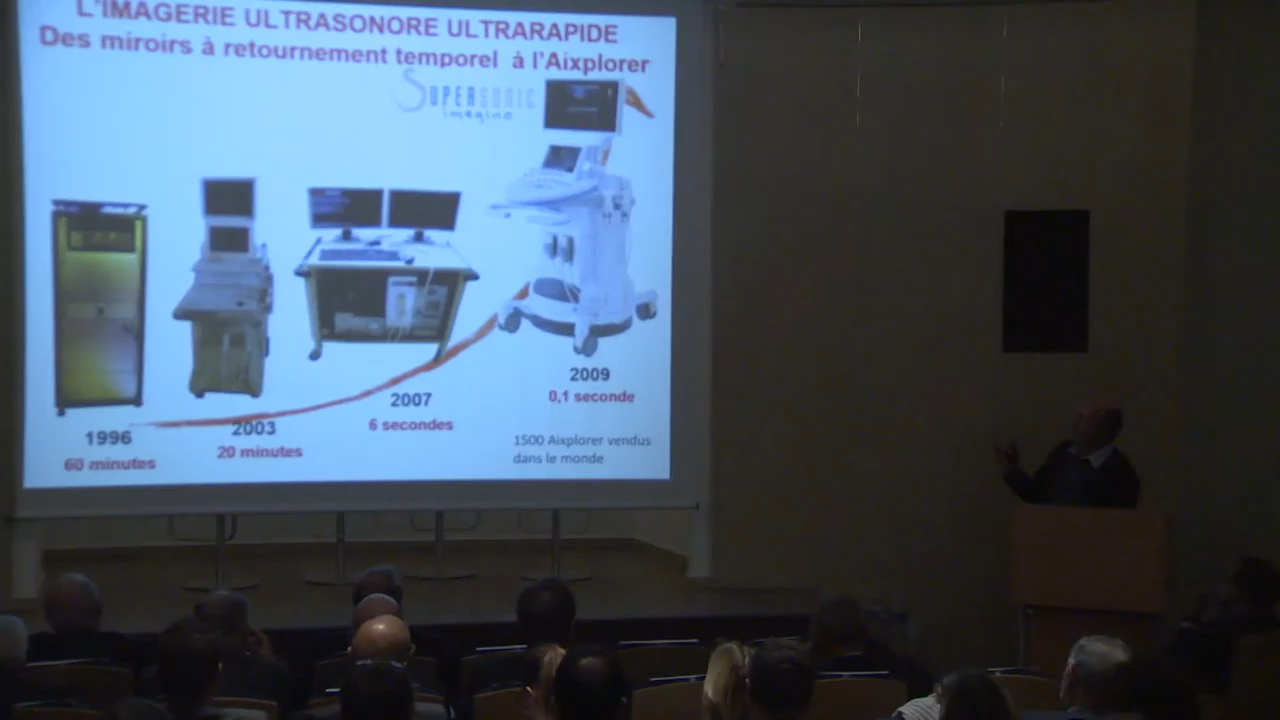 L'IMAGERIE ULTRASONORE ULTRARAPIDE
Des miroirs à retournement temporel à l'Aixplorer
SUPERSONIC
imagine
1996
60 minutes
2003
20 minutes
2007
6 secondes
2009
0,1 seconde
1500 Aixplorer vendus
dans le monde